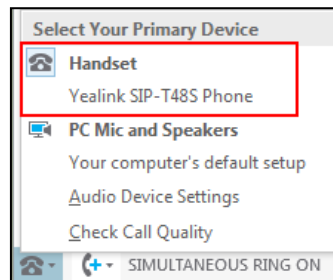 Select Your Primary Device
Handset
Yealink SIP-T48S Phone
PC Mic and Speakers
Your computer's default setup
Audio Device Settings
Check Call Quality
SIMULTANEOUS RING ON